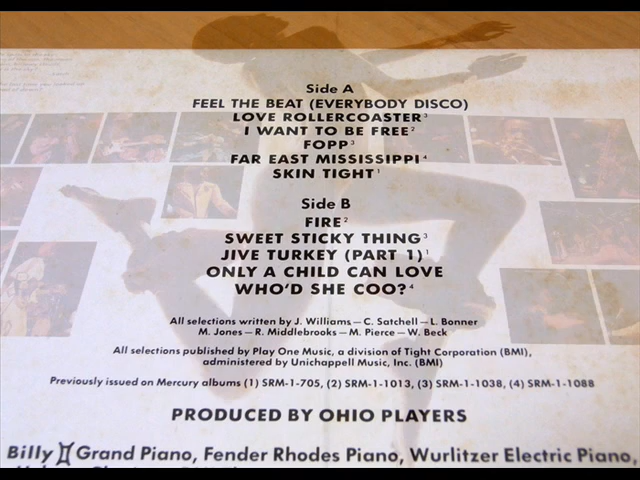 Side A
FEEL THE BEAT (EVERYBODY DISCO)
LOVE ROLLERCOASTER³
I WANT TO BE FREE²
FOPP³
FAR EAST MISSISSIPPI⁴
SKIN TIGHT¹
Side B
FIRE²
SWEET STICKY THING³
JIVE TURKEY (PART 1)¹
ONLY A CHILD CAN LOVE
WHO'D SHE COO?⁴
All selections written by J. Williams—C. Satchell—L. Bonner
M. Jones—R. Middlebrooks—M. Pierce—W. Beck
All selections published by Play One Music, a division of Tight Corporation (BMI),
administered by Unichappell Music, Inc. (BMI)
Previously issued on Mercury albums (1) SRM-1-705, (2) SRM-1-1013, (3) SRM-1-1038, (4) SRM-1-1088
PRODUCED BY OHIO PLAYERS
Billy ♊ Grand Piano, Fender Rhodes Piano, Wurlitzer Electric Piano,